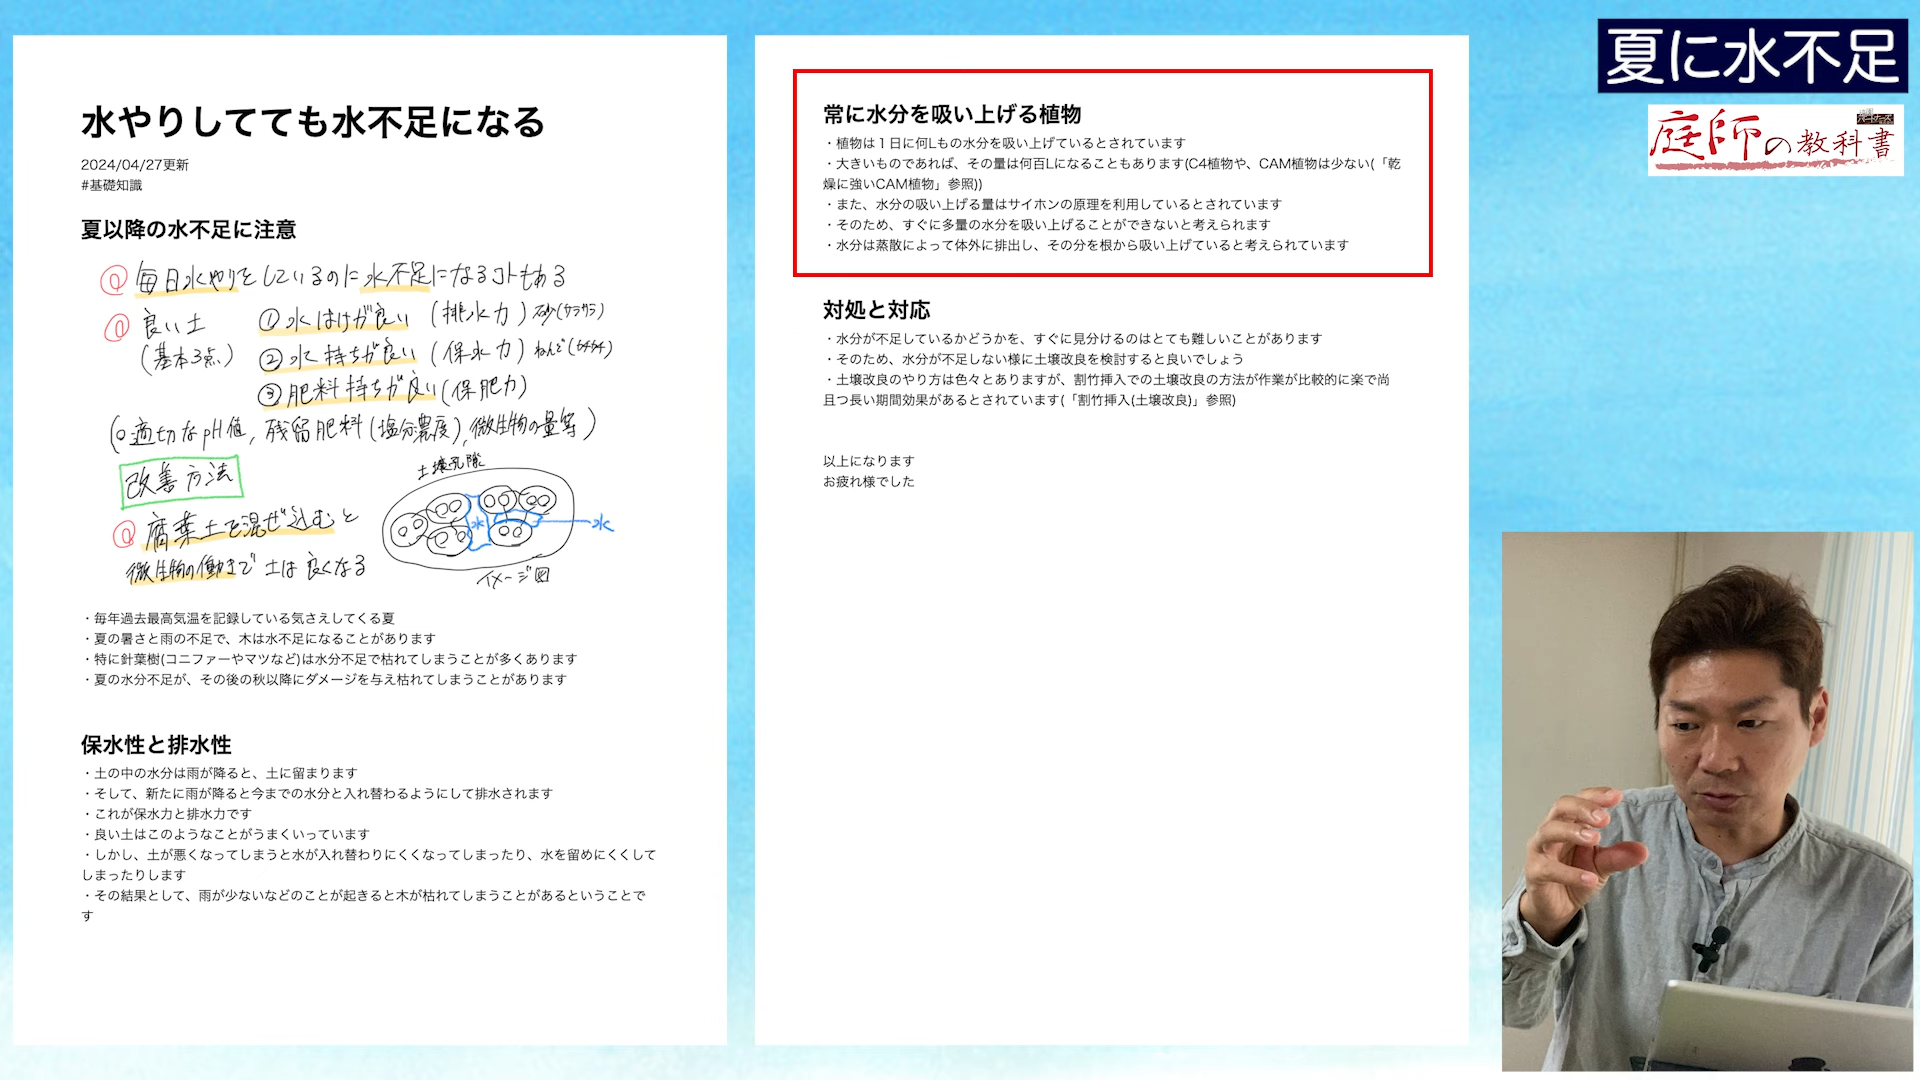 水やりしてても水不足になる
2024/04/27更新
#基礎知識
夏以降の水不足に注意
毎日水やりをしているのに水不足になるコトもある
良い土 ①水はけが良い(排水力)砂(サラサラ)
(基本3点) ②水持ちが良い(保水力)ねんど
③肥料持ちが良い(保肥力)
(○適切なpH値,残留肥料(塩分濃度),微生物の量等)
改善方法
土壌孔隙
腐葉土を混ぜ込むと
水
水
微生物の働きで土は良くなる
イメージ図
・毎年過去最高気温を記録している気さえしてくる夏
・夏の暑さと雨の不足で、木は水不足になることがあります
・特に針葉樹(コニファーやマツなど)は水分不足で枯れてしまうことが多くあります
・夏の水分不足が、その後の秋以降にダメージを与え枯れてしまうことがあります
保水性と排水性
・土の中の水分は雨が降ると、土に留まります
・そして、新たに雨が降ると今までの水分と入れ替わるようにして排水されます
・これが保水力と排水力です
・良い土はこのようなことがうまくいっています
・しかし、土が悪くなってしまうと水が入れ替わりにくくなってしまったり、水を留めにくくして
しまったりします
・その結果として、雨が少ないなどのことが起きると木が枯れてしまうことがあるということで
す
常に水分を吸い上げる植物
・植物は1日に何Lもの水分を吸い上げているとされています
・大きいものであれば、その量は何百Lになることもあります(C4植物や、CAM植物は少ない(「乾
燥に強いCAM植物」参照))
・また、水分の吸い上げる量はサイホンの原理を利用しているとされています
・そのため、すぐに多量の水分を吸い上げることができないと考えられます
・水分は蒸散によって体外に排出し、その分を根から吸い上げていると考えられています
対処と対応
・水分が不足しているかどうかを、すぐに見分けるのはとても難しいことがあります
・そのため、水分が不足しない様に土壌改良を検討すると良いでしょう
・土壌改良のやり方は色々とありますが、割竹挿入での土壌改良の方法が作業が比較的に楽で尚
且つ長い期間効果があるとされています(「割竹挿入(土壌改良)」参照)
以上になります
お疲れ様でした
夏に水不足
庭師の教科書